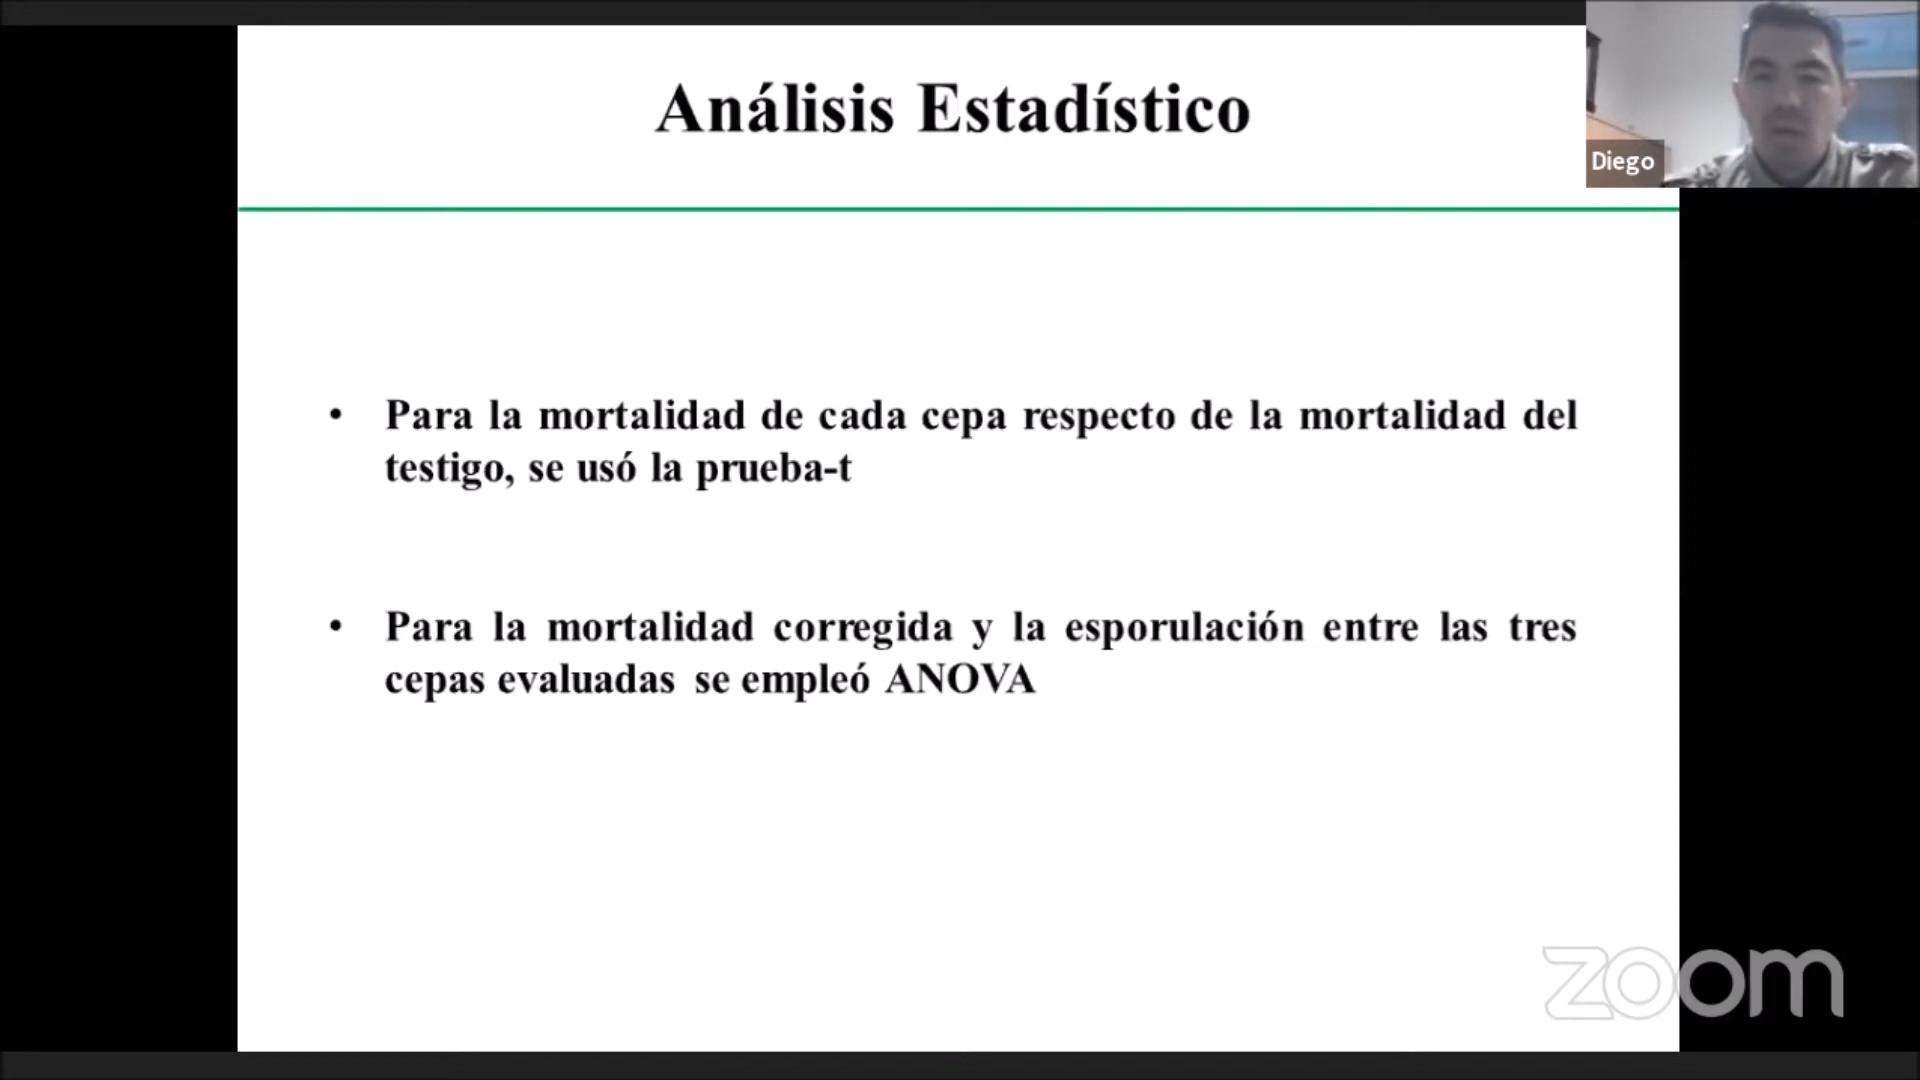 Análisis Estadístico
Diego
• Para la mortalidad de cada cepa respecto de la mortalidad del
testigo, se usó la prueba-t
• Para la mortalidad corregida y la esporulación entre las tres
cepas evaluadas se empleó ANOVA
zoom